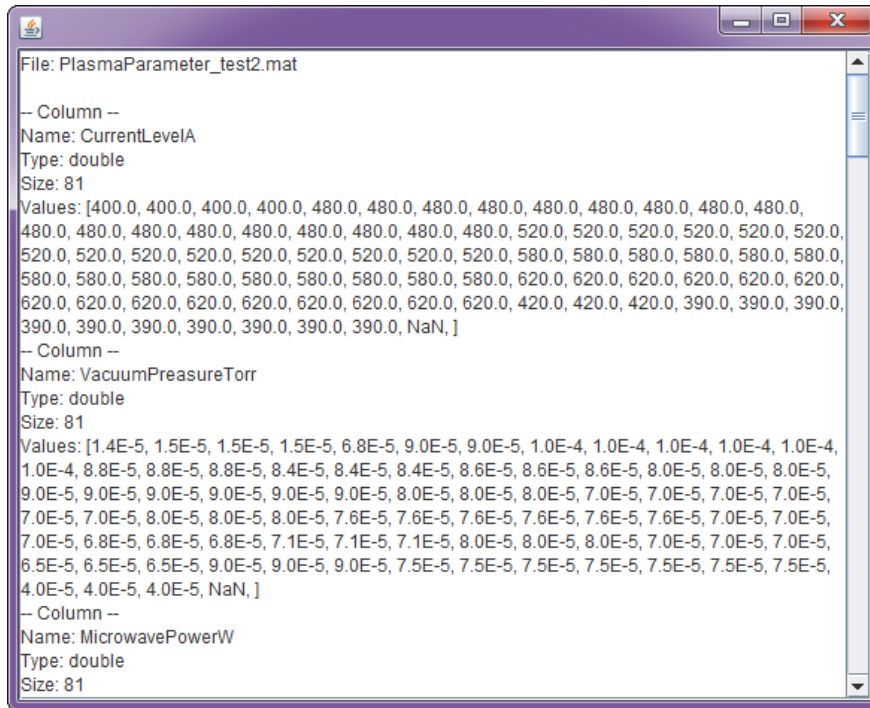 File: PlasmaParameter_test2.mat
-- Column --
Name: CurrentLevelA
Type: double
Size: 81
Values: [400.0, 400.0, 400.0, 400.0, 480.0, 480.0, 480.0, 480.0, 480.0, 480.0, 480.0, 480.0, 480.0,
480.0, 480.0, 480.0, 480.0, 480.0, 480.0, 480.0, 480.0, 480.0, 520.0, 520.0, 520.0, 520.0, 520.0, 520.0,
520.0, 520.0, 520.0, 520.0, 520.0, 520.0, 520.0, 520.0, 520.0, 580.0, 580.0, 580.0, 580.0, 580.0, 580.0,
580.0, 580.0, 580.0, 580.0, 580.0, 580.0, 580.0, 580.0, 580.0, 620.0, 620.0, 620.0, 620.0, 620.0, 620.0,
620.0, 620.0, 620.0, 620.0, 620.0, 620.0, 620.0, 620.0, 620.0, 420.0, 420.0, 420.0, 390.0, 390.0, 390.0,
390.0, 390.0, 390.0, 390.0, 390.0, 390.0, 390.0, NaN, ]
-- Column --
Name: VacuumPreasureTorr
Type: double
Size: 81
Values: [1.4E-5, 1.5E-5, 1.5E-5, 1.5E-5, 6.8E-5, 9.0E-5, 9.0E-5, 1.0E-4, 1.0E-4, 1.0E-4, 1.0E-4, 1.0E-4,
1.0E-4, 8.8E-5, 8.8E-5, 8.8E-5, 8.4E-5, 8.4E-5, 8.4E-5, 8.6E-5, 8.6E-5, 8.6E-5, 8.0E-5, 8.0E-5, 8.0E-5,
9.0E-5, 9.0E-5, 9.0E-5, 9.0E-5, 9.0E-5, 9.0E-5, 8.0E-5, 8.0E-5, 8.0E-5, 7.0E-5, 7.0E-5, 7.0E-5, 7.0E-5,
7.0E-5, 7.0E-5, 8.0E-5, 8.0E-5, 8.0E-5, 7.6E-5, 7.6E-5, 7.6E-5, 7.6E-5, 7.6E-5, 7.6E-5, 7.0E-5, 7.0E-5,
7.0E-5, 6.8E-5, 6.8E-5, 6.8E-5, 7.1E-5, 7.1E-5, 7.1E-5, 8.0E-5, 8.0E-5, 8.0E-5, 7.0E-5, 7.0E-5, 7.0E-5,
6.5E-5, 6.5E-5, 6.5E-5, 9.0E-5, 9.0E-5, 9.0E-5, 7.5E-5, 7.5E-5, 7.5E-5, 7.5E-5, 7.5E-5, 7.5E-5, 7.5E-5,
4.0E-5, 4.0E-5, 4.0E-5, NaN, ]
-- Column --
Name: MicrowavePowerW
Type: double
Size: 81